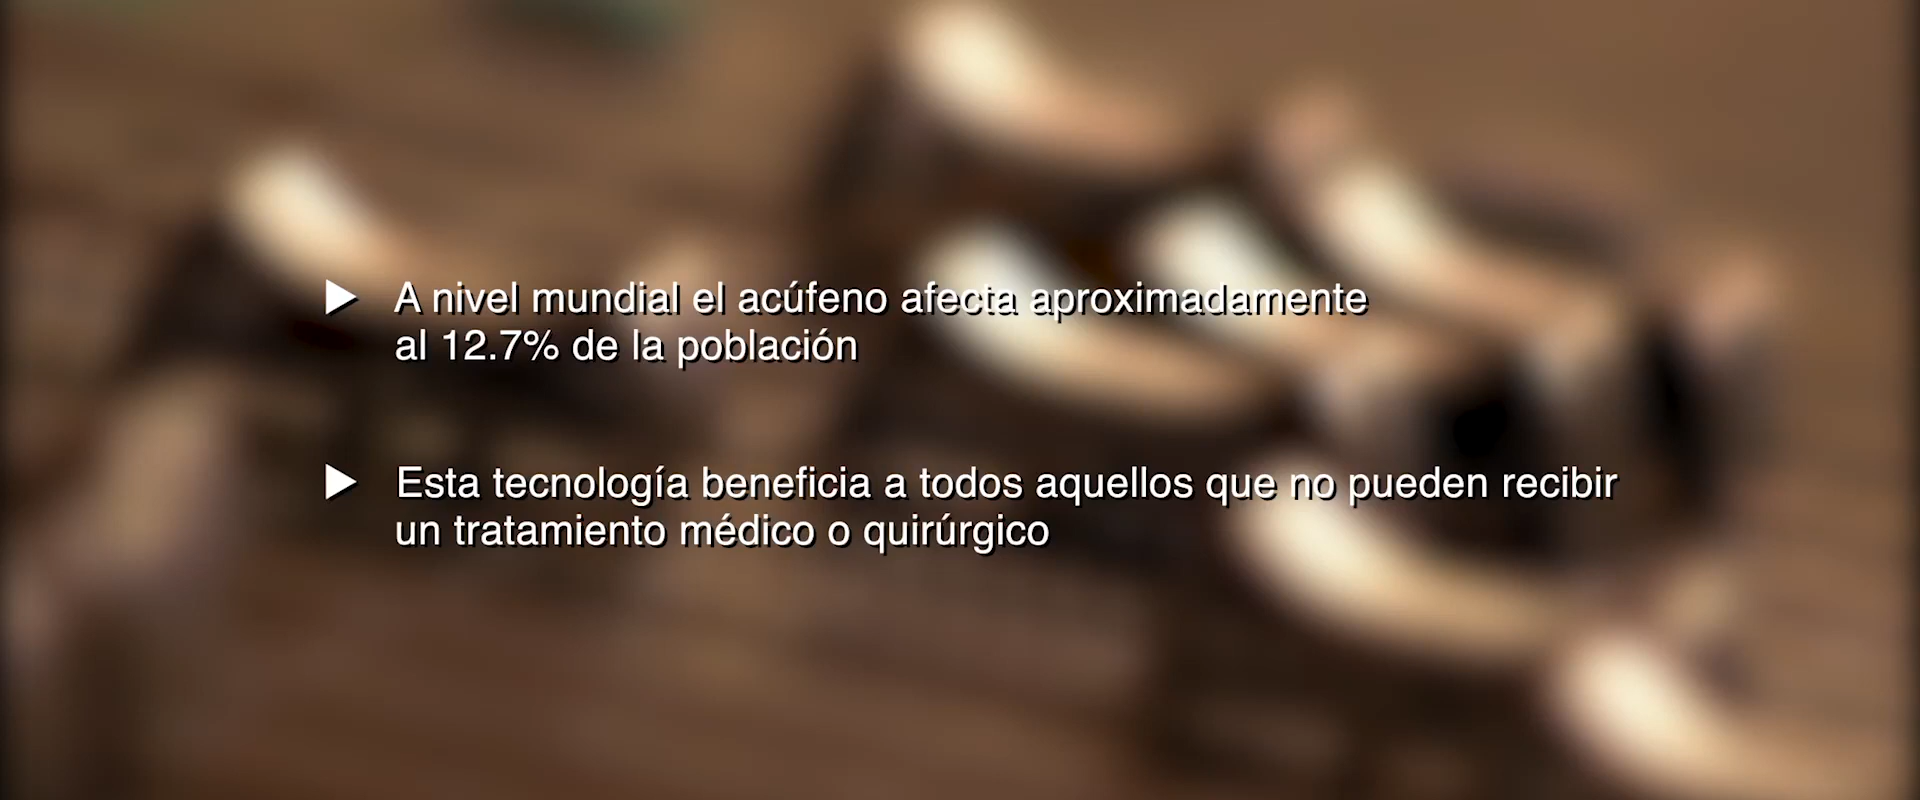 ▶ A nivel mundial el acúfeno afecta aproximadamente
al 12.7% de la población
▶ Esta tecnología beneficia a todos aquellos que no pueden recibir
un tratamiento médico o quirúrgico